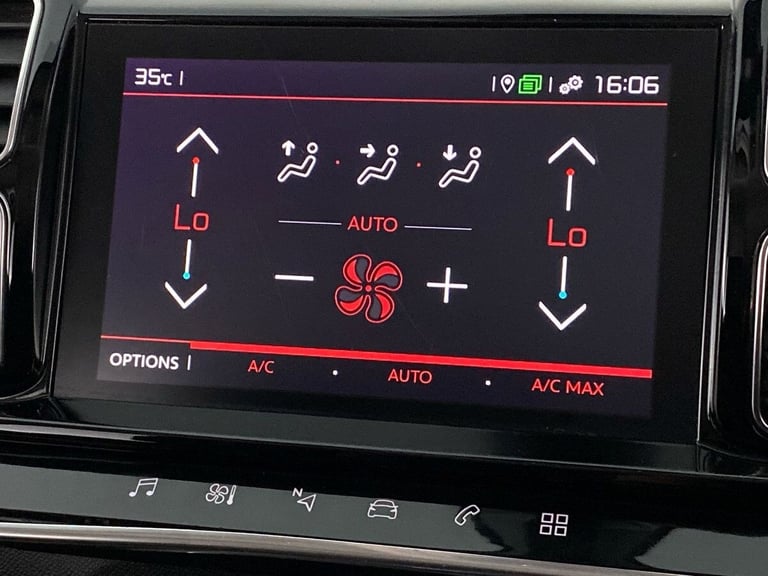 35°C
16:06
Lo
AUTO
Lo
OPTIONS
A/C
AUTO
A/C MAX
N